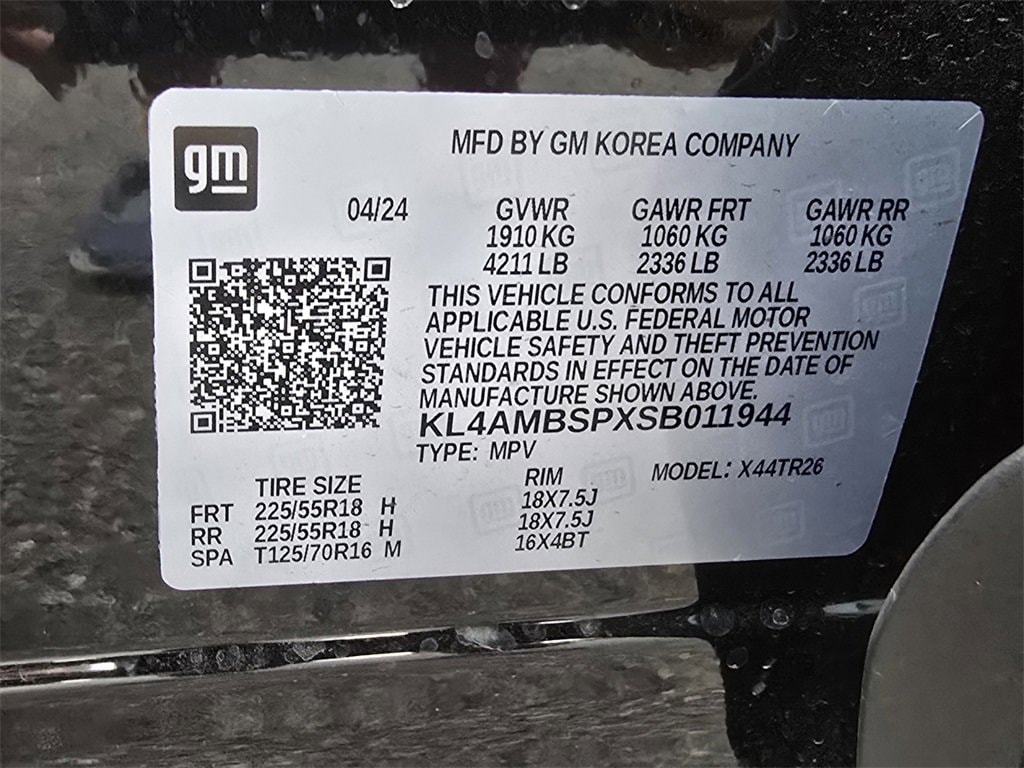 gm
MFD BY GM KOREA COMPANY
04/24 GVWR GAWR FRT GAWR RR
1910 KG 1060 KG 1060 KG
4211 LB 2336 LB 2336 LB
THIS VEHICLE CONFORMS TO ALL
APPLICABLE U.S. FEDERAL MOTOR
VEHICLE SAFETY AND THEFT PREVENTION
STANDARDS IN EFFECT ON THE DATE OF
MANUFACTURE SHOWN ABOVE.
KL4AMBSPXSB011944
TYPE: MPV MODEL: X44TR26
TIRE SIZE RIM
FRT 225/55R18 H 18X7.5J
RR 225/55R18 H 18X7.5J
SPA T125/70R16 M 16X4BT